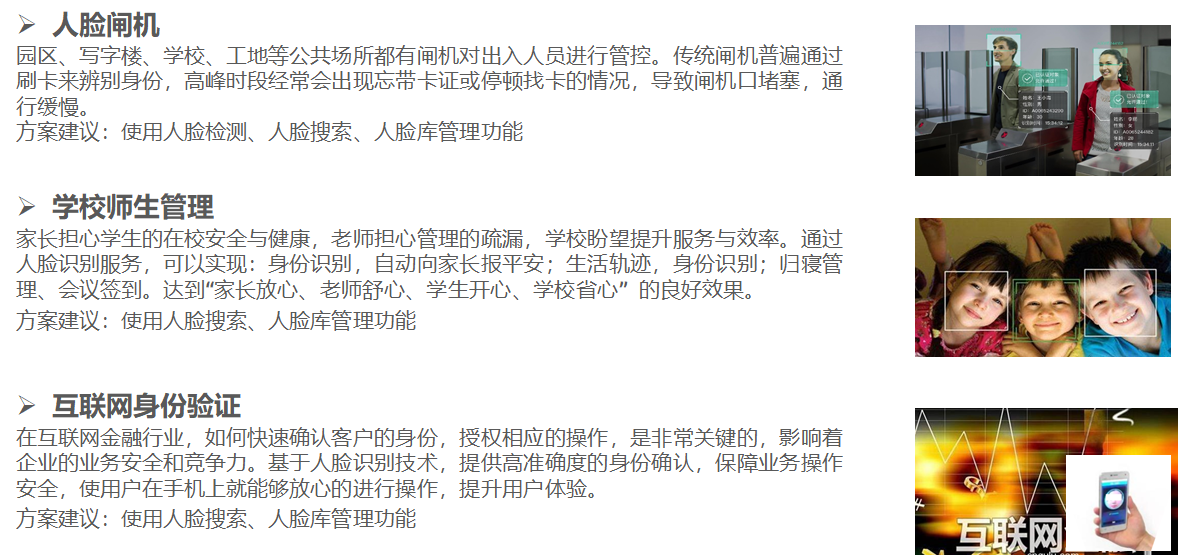 ➢ 人脸闸机
园区、写字楼、学校、工地等公共场所都有闸机对出入人员进行管控。传统闸机普遍通过
刷卡来辨别身份，高峰时段经常会出现忘带卡证或停顿找卡的情况，导致闸机口堵塞，通
行缓慢。
方案建议：使用人脸检测、人脸搜索、人脸库管理功能
➢ 学校师生管理
家长担心学生的在校安全与健康，老师担心管理的疏漏，学校盼望提升服务与效率。通过
人脸识别服务，可以实现：身份识别，自动向家长报平安；生活轨迹，身份识别；归寝管
理、会议签到。达到“家长放心、老师舒心、学生开心、学校省心”的良好效果。
方案建议：使用人脸搜索、人脸库管理功能
➢ 互联网身份验证
在互联网金融行业，如何快速确认客户的身份，授权相应的操作，是非常关键的，影响着
企业的业务安全和竞争力。基于人脸识别技术，提供高准确度的身份确认，保障业务操作
安全，使用户在手机上就能够放心的进行操作，提升用户体验。
方案建议：使用人脸搜索、人脸库管理功能
互联网